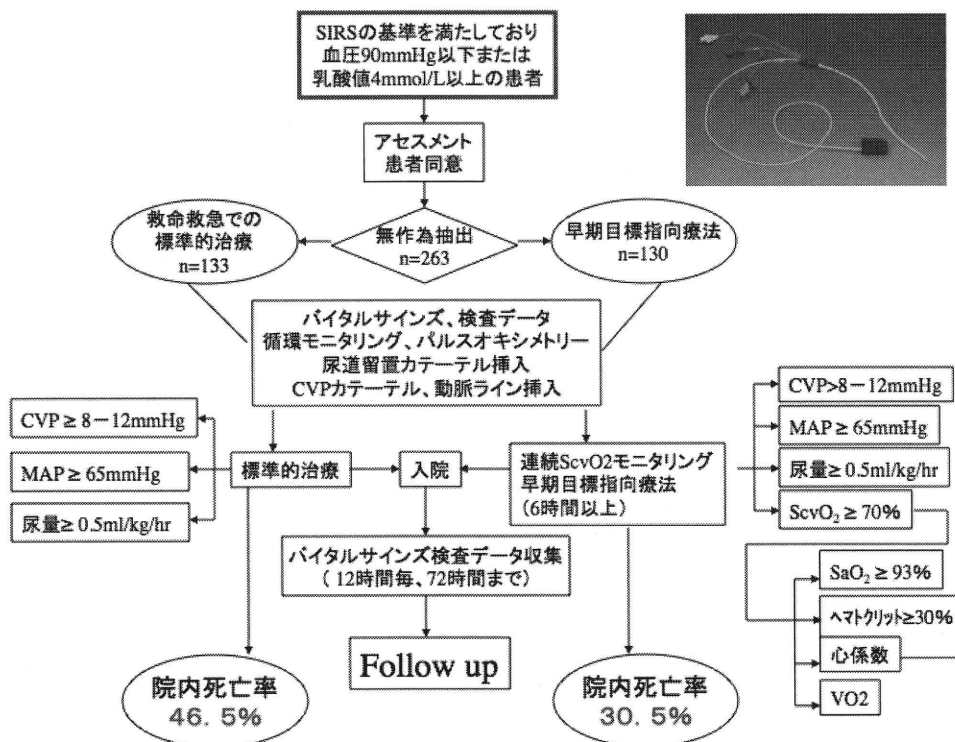 SIRSの基準を満たしており
血圧90mmHg以下または
乳酸値4mmol/L以上の患者
アセスメント
患者同意
救命救急での
標準的治療
n=133
無作為抽出
n=263
早期目標指向療法
n=130
バイタルサインズ、検査データ
循環モニタリング、パルスオキシメトリー
尿道留置カテーテル挿入
CVPカテーテル、動脈ライン挿入
CVP≥8−12mmHg
MAP≥65mmHg
尿量≥0.5ml/kg/hr
標準的治療
入院
連続ScvO2モニタリング
早期目標指向療法
(6時間以上)
CVP>8−12mmHg
MAP≥65mmHg
尿量≥0.5ml/kg/hr
ScvO₂≥70%
バイタルサインズ検査データ収集
( 12時間毎、72時間まで)
SaO₂≥93%
ヘマトクリット≥30%
心係数
VO2
Follow up
院内死亡率
46. 5%
院内死亡率
30. 5%